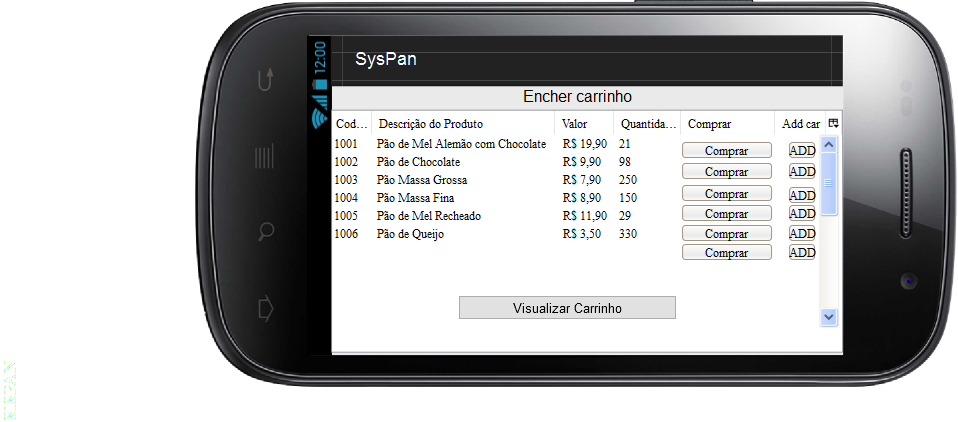 12:00
SysPan
Encher carrinho
Cod... Descrição do Produto Valor Quantida... Comprar Add car
1001 Pão de Mel Alemão com Chocolate R$ 19,90 21 Comprar ADD
1002 Pão de Chocolate R$ 9,90 98 Comprar ADD
1003 Pão Massa Grossa R$ 7,90 250 Comprar ADD
1004 Pão Massa Fina R$ 8,90 150 Comprar ADD
1005 Pão de Mel Recheado R$ 11,90 29 Comprar ADD
1006 Pão de Queijo R$ 3,50 330 Comprar ADD
Visualizar Carrinho